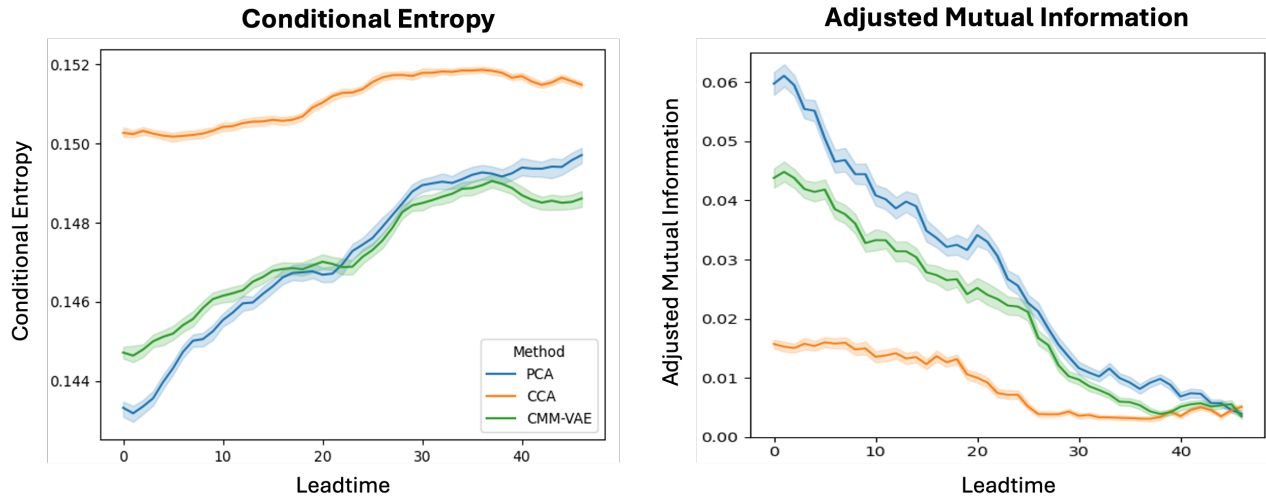 Conditional Entropy
Conditional Entropy
0.152
0.150
0.148
0.146
0.144
0
10
20
30
40
Leadtime
Method
PCA
CCA
CMM-VAE
Adjusted Mutual Information
Adjusted Mutual Information
0.06
0.05
0.04
0.03
0.02
0.01
0.00
0
10
20
30
40
Leadtime